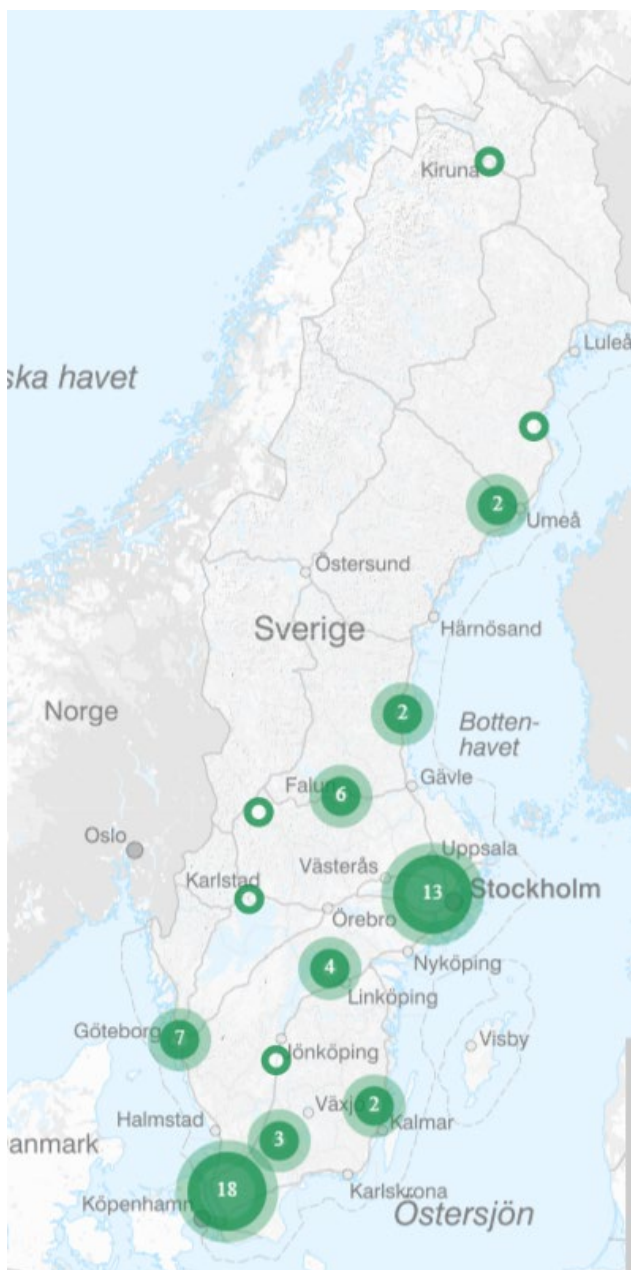 Kiruna
Luleå
ska havet
2
Umeå
Östersund
Härnösand
Sverige
Norge
2
Botten-
havet
Falun
6
Gävle
Oslo
Uppsala
Karlstad
Västerås
13
Stockholm
Örebro
4
Nyköping
Linköping
Göteborg
7
Visby
Jönköping
2
Växjö
Halmstad
Kalmar
anmark
3
18
Karlskrona
Köpenhamn
Östersjön